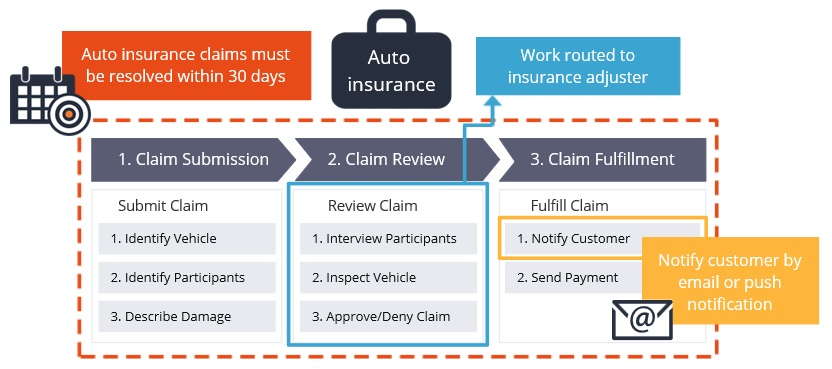 Auto insurance claims must
be resolved within 30 days
Auto
insurance
Work routed to
insurance adjuster
1. Claim Submission
2. Claim Review
3. Claim Fulfillment
Submit Claim
1. Identify Vehicle
2. Identify Participants
3. Describe Damage
Review Claim
1. Interview Participants
2. Inspect Vehicle
3. Approve/Deny Claim
Fulfill Claim
1. Notify Customer
2. Send Payment
Notify customer by
email or push
notification
@